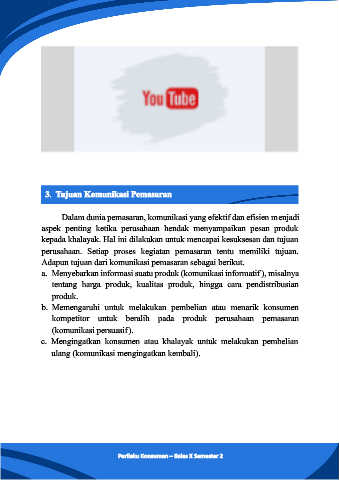 YouTube
3. Tujuan Komunikasi Pemasaran
Dalam dunia pemasaran, komunikasi yang efektif dan efisien menjadi
aspek penting ketika perusahaan hendak menyampaikan pesan produk
kepada khalayak. Hal ini dilakukan untuk mencapai kesuksesan dan tujuan
perusahaan. Setiap proses kegiatan pemasaran tentu memiliki tujuan.
Adapun tujuan dari komunikasi pemasaran sebagai berikut.
a. Menyebarkan informasi suatu produk (komunikasi informatif), misalnya
tentang harga produk, kualitas produk, hingga cara pendistribusian
produk.
b. Memengaruhi untuk melakukan pembelian atau menarik konsumen
kompetitor untuk beralih pada produk perusahaan pemasaran
(komunikasi persuasif).
c. Mengingatkan konsumen atau khalayak untuk melakukan pembelian
ulang (komunikasi mengingatkan kembali).
Perilaku Konsumen – Kelas X Semester 2